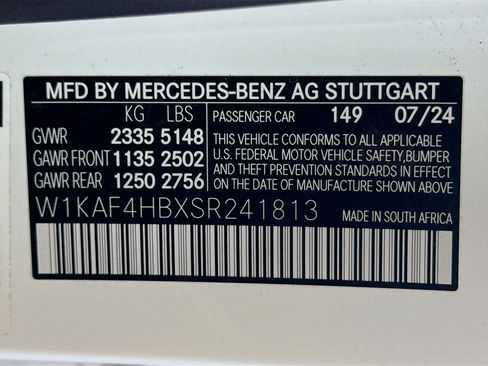 MFD BY MERCEDES-BENZ AG STUTTGART
KG LBS PASSENGER CAR 149 07/24
GVWR 2335 5148
GAWR FRONT 1135 2502
GAWR REAR 1250 2756
THIS VEHICLE CONFORMS TO ALL APPLICABLE
U.S. FEDERAL MOTOR VEHICLE SAFETY,BUMPER
AND THEFT PREVENTION STANDARDS IN EFFECT
ON THE DATE OF MANUFACTURE SHOWN ABOVE.
W1KAF4HBXSR241813 MADE IN SOUTH AFRICA